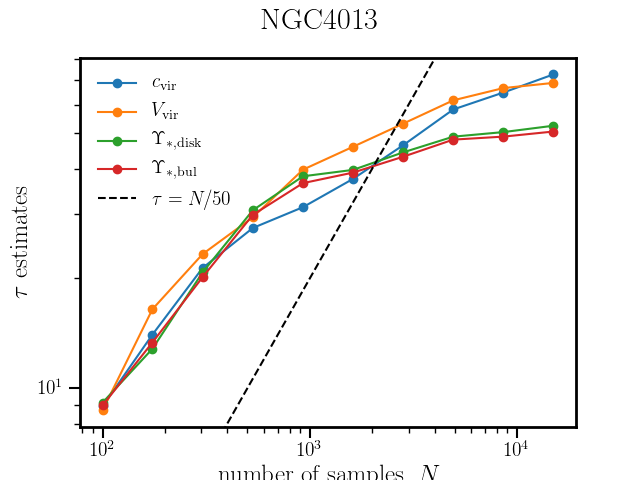 NGC4013
c_vir
V_vir
Υ_*,disk
Υ_*,bul
τ = N/50
τ estimates
10^1
10^2 10^3 10^4
number of samples, N